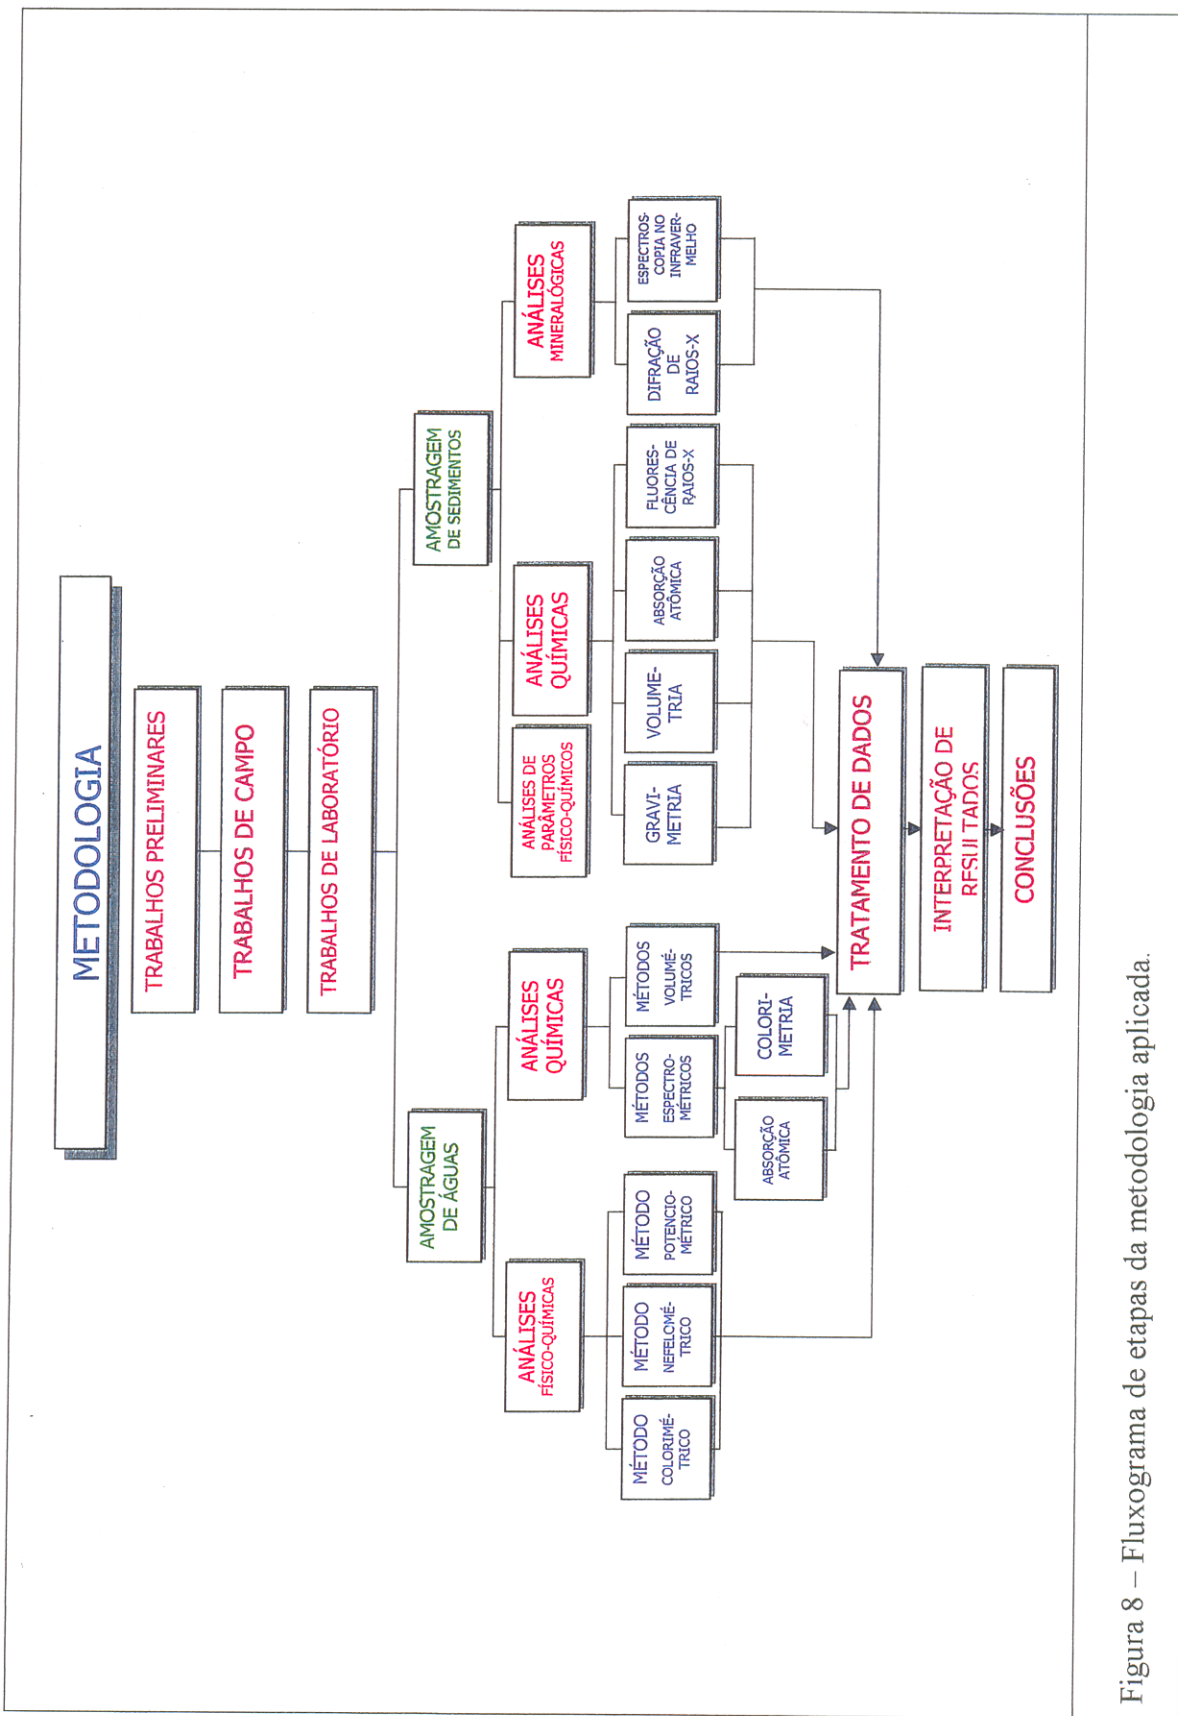 METODOLOGIA
TRABALHOS PRELIMINARES
TRABALHOS DE CAMPO
TRABALHOS DE LABORATÓRIO
AMOSTRAGEM
DE ÁGUAS
AMOSTRAGEM
DE SEDIMENTOS
ANÁLISES
FÍSICO-QUÍMICAS
ANÁLISES
QUÍMICAS
ANÁLISES DE
PARÂMETROS
FÍSICO-QUÍMICOS
ANÁLISES
QUÍMICAS
ANÁLISES
MINERALÓGICAS
MÉTODO
COLORIMÉ-
TRICO
MÉTODO
NEFELOMÉ-
TRICO
MÉTODO
POTENCIO-
MÉTRICO
MÉTODOS
ESPECTRO-
MÉTRICOS
MÉTODOS
VOLUMÉ-
TRICOS
GRAVI-
METRIA
VOLUME-
TRIA
ABSORÇÃO
ATÔMICA
FLUORES-
CÊNCIA DE
RAIOS-X
DIFRAÇÃO
DE
RAIOS-X
ESPECTROS-
COPIA NO
INFRAVER-
MELHO
ABSORÇÃO
ATÔMICA
COLORI-
METRIA
TRATAMENTO DE DADOS
INTERPRETAÇÃO DE
RESULTADOS
CONCLUSÕES
Figura 8 – Fluxograma de etapas da metodologia aplicada.